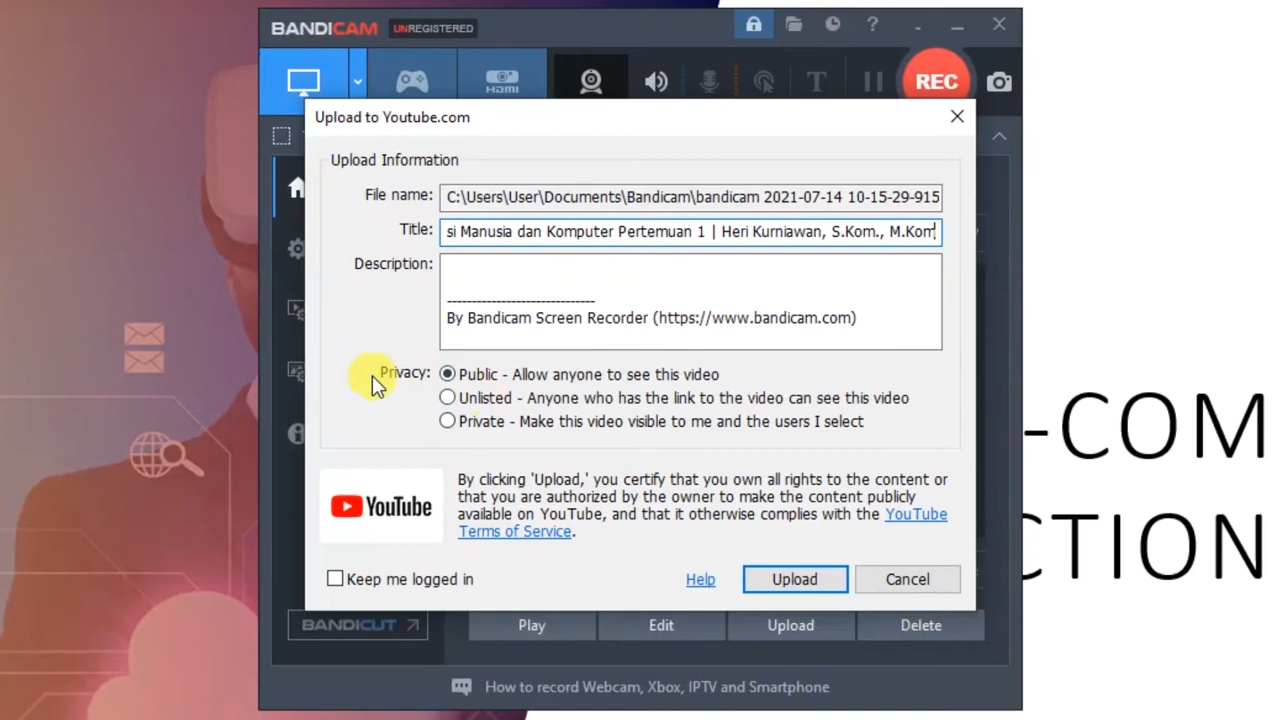 BANDICAM UNREGISTERED
?
HDMI
T
REC
Upload to Youtube.com
Upload Information
File name: C:\Users\User\Documents\Bandicam\bandicam 2021-07-14 10-15-29-915
Title: si Manusia dan Komputer Pertemuan 1 | Heri Kurniawan, S.Kom., M.Kom
Description:
------------------------------
By Bandicam Screen Recorder (https://www.bandicam.com)
Privacy: Public - Allow anyone to see this video
Unlisted - Anyone who has the link to the video can see this video
Private - Make this video visible to me and the users I select
-COM
CTION
YouTube
By clicking 'Upload,' you certify that you own all rights to the content or
that you are authorized by the owner to make the content publicly
available on YouTube, and that it otherwise complies with the YouTube
Terms of Service.
Keep me logged in
Help
Upload
Cancel
BANDICUT
Play
Edit
Upload
Delete
How to record Webcam, Xbox, IPTV and Smartphone